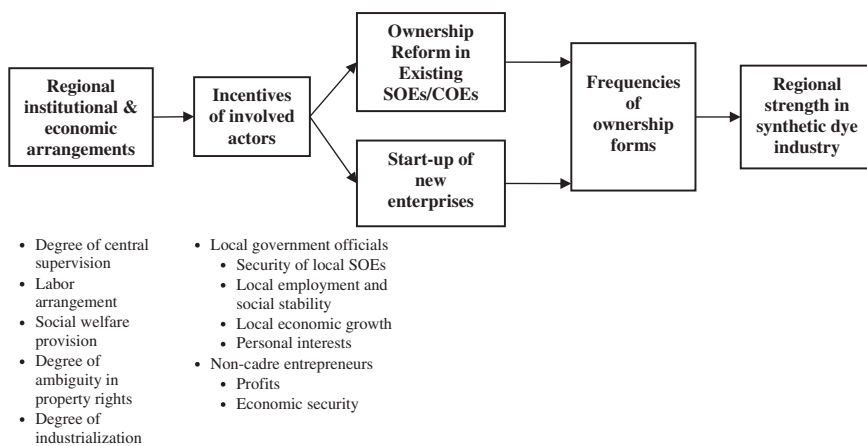 Regional
institutional &
economic
arrangements
Incentives
of involved
actors
Ownership
Reform in
Existing
SOEs/COEs
Start-up of
new
enterprises
Frequencies
of
ownership
forms
Regional
strength in
synthetic dye
industry
• Degree of central
supervision
• Labor
arrangement
• Social welfare
provision
• Degree of
ambiguity in
property rights
• Degree of
industrialization
• Local government officials
• Security of local SOEs
• Local employment and
social stability
• Local economic growth
• Personal interests
• Non-cadre entrepreneurs
• Profits
• Economic security